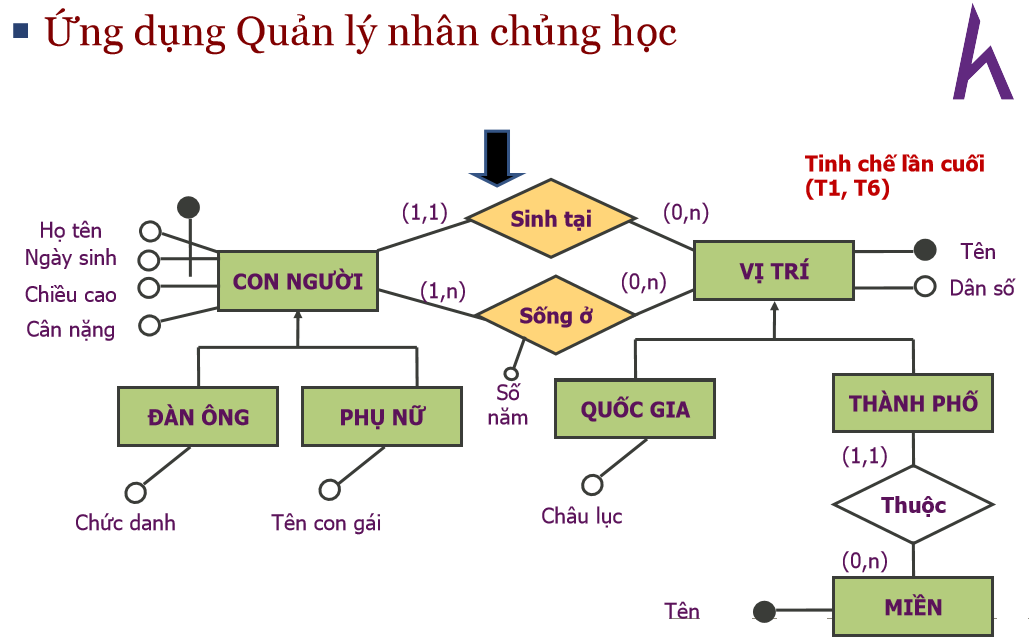 Ứng dụng Quản lý nhân chủng học
Tinh chế lần cuối
(T1, T6)
(1,1)
Sinh tại
(0,n)
Họ tên
Ngày sinh
Chiều cao
Cân nặng
CON NGƯỜI
VỊ TRÍ
Tên
Dân số
(1,n)
Sống ở
(0,n)
Số
năm
ĐÀN ÔNG
PHỤ NỮ
QUỐC GIA
THÀNH PHỐ
(1,1)
Chức danh
Tên con gái
Châu lục
Thuộc
(0,n)
Tên
MIỀN